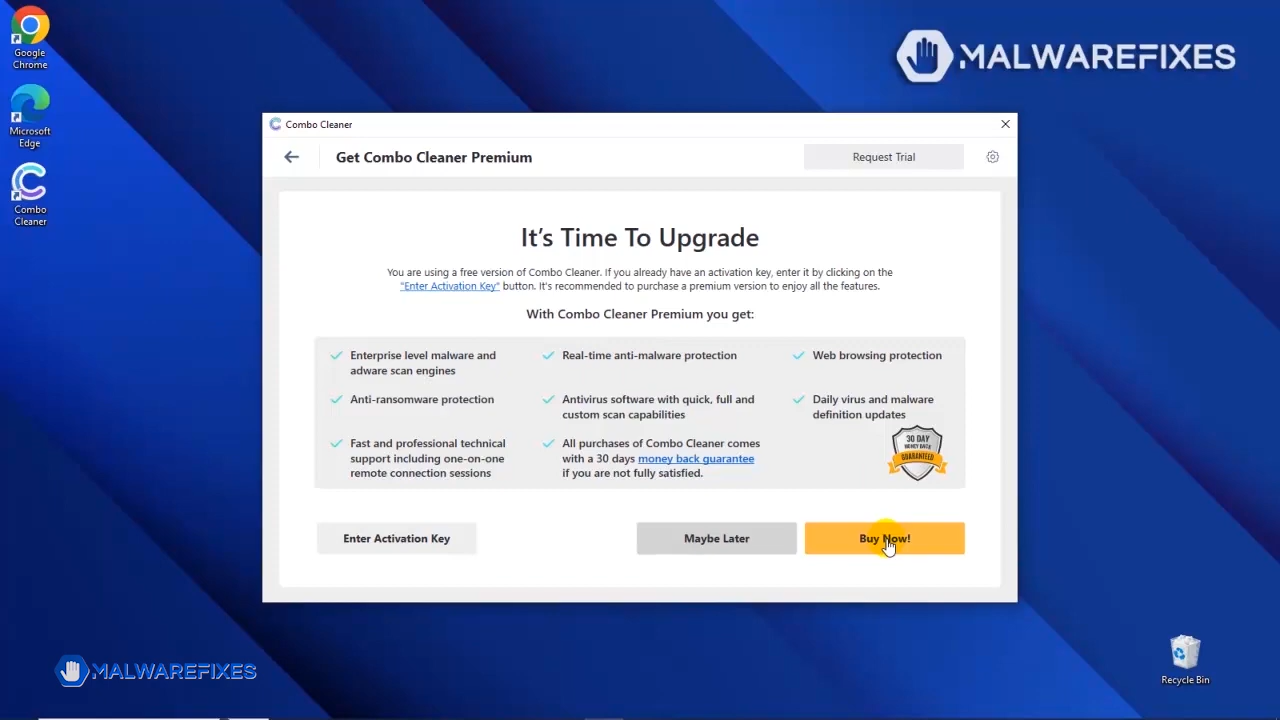 Google
Chrome
MALWAREFIXES
Microsoft
Edge
Combo
Cleaner
Combo Cleaner
Get Combo Cleaner Premium
Request Trial
It's Time To Upgrade
You are using a free version of Combo Cleaner. If you already have an activation key, enter it by clicking on the
"Enter Activation Key" button. It's recommended to purchase a premium version to enjoy all the features.
With Combo Cleaner Premium you get:
Enterprise level malware and
adware scan engines
Real-time anti-malware protection
Web browsing protection
Anti-ransomware protection
Antivirus software with quick, full and
custom scan capabilities
Daily virus and malware
definition updates
Fast and professional technical
support including one-on-one
remote connection sessions
All purchases of Combo Cleaner comes
with a 30 days money back guarantee
if you are not fully satisfied.
30 DAY
MONEY BACK
GUARANTEED
Enter Activation Key
Maybe Later
Buy Now!
MALWAREFIXES
Recycle Bin